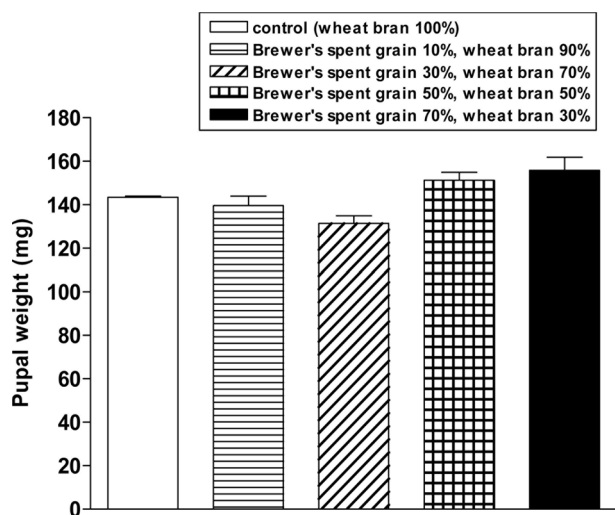 control (wheat bran 100%)
Brewer's spent grain 10%, wheat bran 90%
Brewer's spent grain 30%, wheat bran 70%
Brewer's spent grain 50%, wheat bran 50%
Brewer's spent grain 70%, wheat bran 30%
180
160
140
120
100
80
60
40
20
0
Pupal weight (mg)